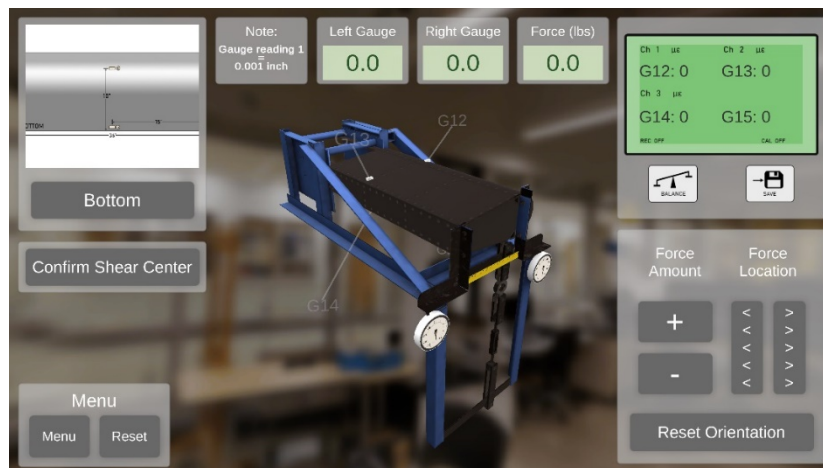 Note:
Gauge reading 1
=
0.001 inch
Left Gauge
0.0
Right Gauge
0.0
Force (lbs)
0.0
Ch 1 µε
Ch 2 µε
G12: 0
G13: 0
Ch 3 µε
G14: 0
G15: 0
REC OFF
CAL OFF
BALANCE
SAVE
12"
TTOM
Bottom
Confirm Shear Center
G12
G13
G14
Force
Amount
Force
Location
+
-
< >
< >
< >
< >
< >
Reset Orientation
Menu
Menu
Reset